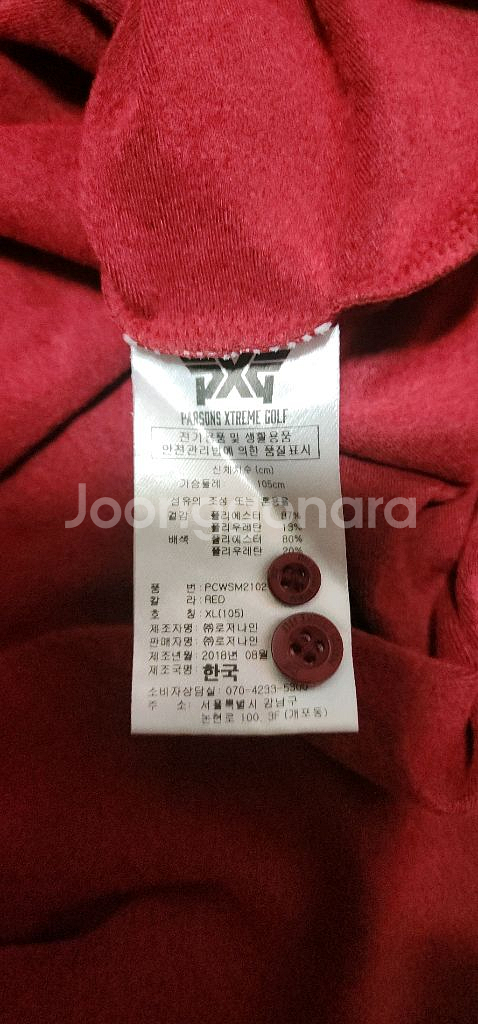 PXG
PARSONS XTREME GOLF
전기용품 및 생활용품
안전관리법에 의한 품질표시
신체치수(cm)
가슴둘레 : 105cm
섬유의 조성 또는 혼용율
겉감 폴리에스터 87%
폴리우레탄 13%
배색 폴리에스터 80%
폴리우레탄 20%
Joongonara
품 번 : PCWSM2102
칼 라 : RED
호 칭 : XL(105)
제조자명 : ㈜로저나인
판매자명 : ㈜로저나인
제조년월 : 2018년 08월
제조국명 : 한국
소비자상담실 : 070-4233-5300
주 소 : 서울특별시 강남구
논현로 100, 3F (개포동)